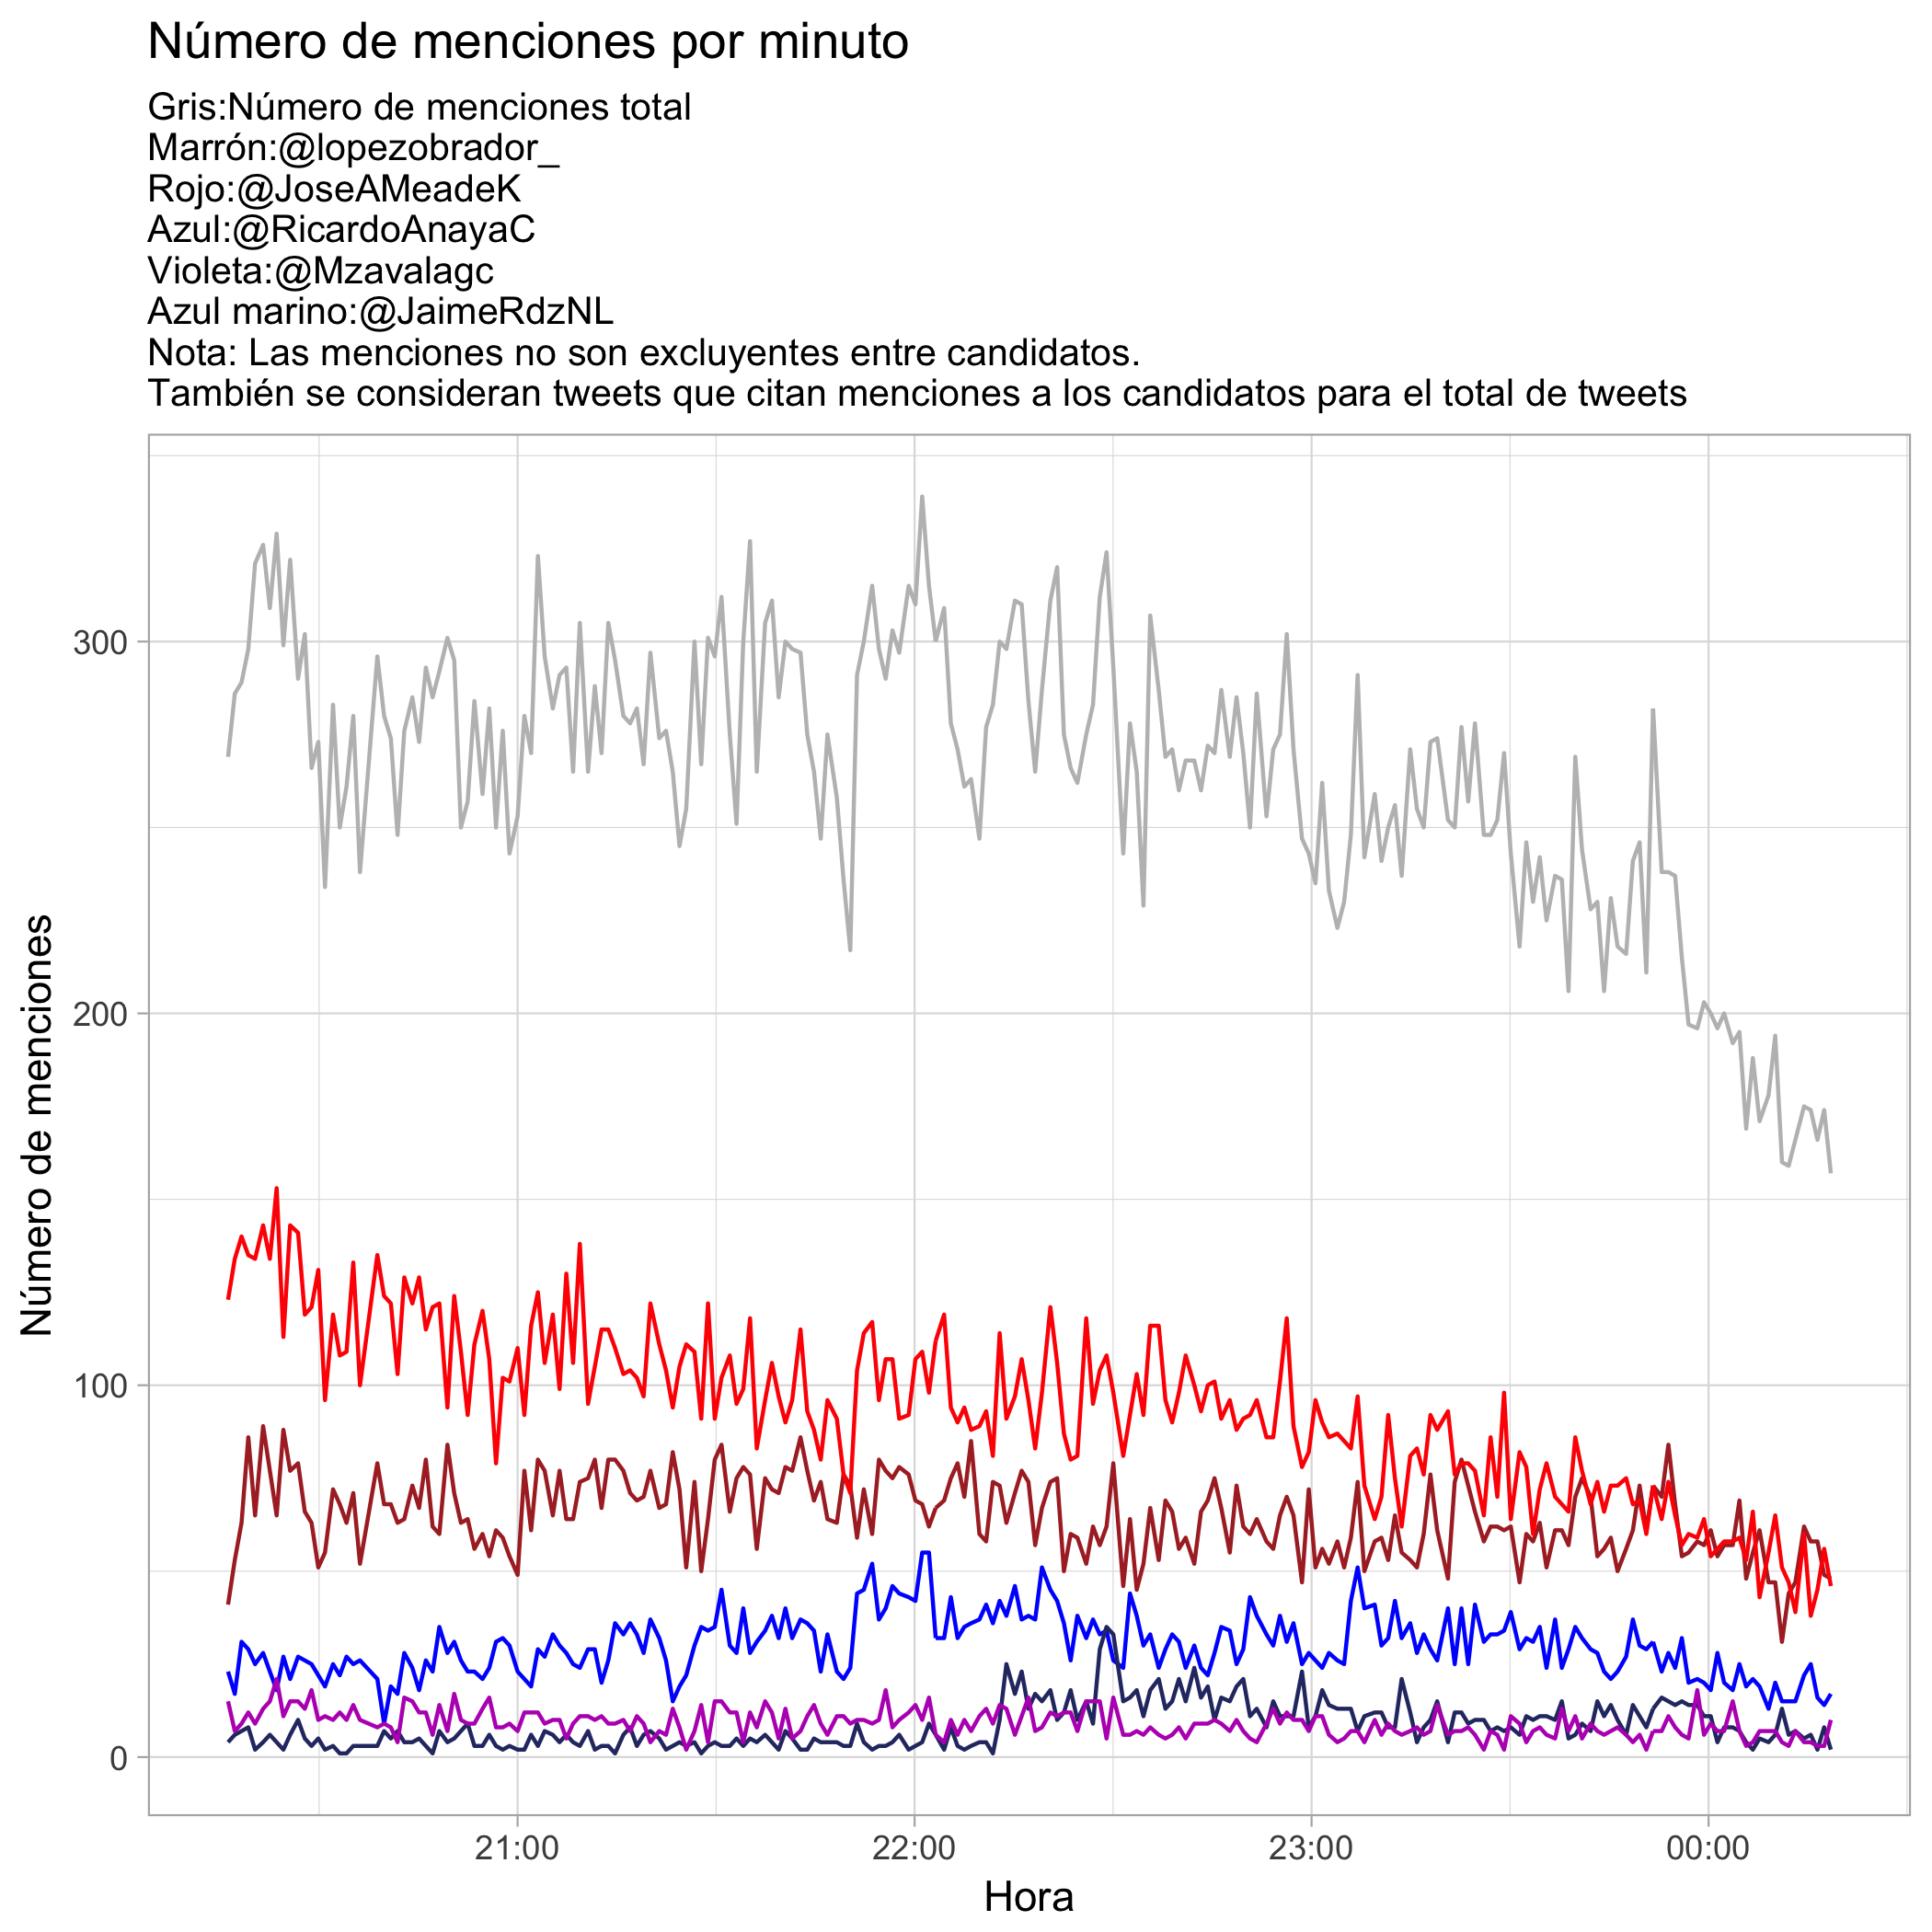 Número de menciones por minuto
Gris:Número de menciones total
Marrón:@lopezobrador_
Rojo:@JoseAMeadeK
Azul:@RicardoAnayaC
Violeta:@Mzavalagc
Azul marino:@JaimeRdzNL
Nota: Las menciones no son excluyentes entre candidatos.
También se consideran tweets que citan menciones a los candidatos para el total de tweets
Número de menciones
300
200
100
0
21:00
22:00
23:00
00:00
Hora